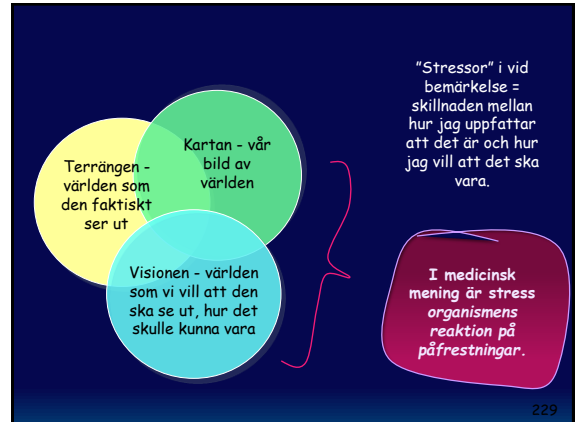 Terrängen -
världen som
den faktiskt
ser ut
Kartan - vår
bild av
världen
Visionen - världen
som vi vill att den
ska se ut, hur det
skulle kunna vara
”Stressor” i vid
bemärkelse =
skillnaden mellan
hur jag uppfattar
att det är och hur
jag vill att det ska
vara.
I medicinsk
mening är stress
organismens
reaktion på
påfrestningar.
229